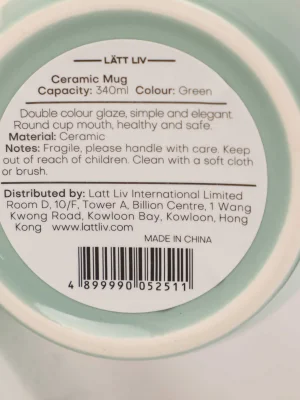 LÄTT LIV
Ceramic Mug
Capacity: 340ml Colour: Green
Double colour glaze, simple and elegant.
Round cup mouth, healthy and safe.
Material: Ceramic
Notes: Fragile, please handle with care. Keep
out of reach of children. Clean with a soft cloth
or brush.
Distributed by: Latt Liv International Limited
Room D, 10/F, Tower A, Billion Centre, 1 Wang
Kwong Road, Kowloon Bay, Kowloon, Hong
Kong www.lattliv.com
MADE IN CHINA
4 899990 052511